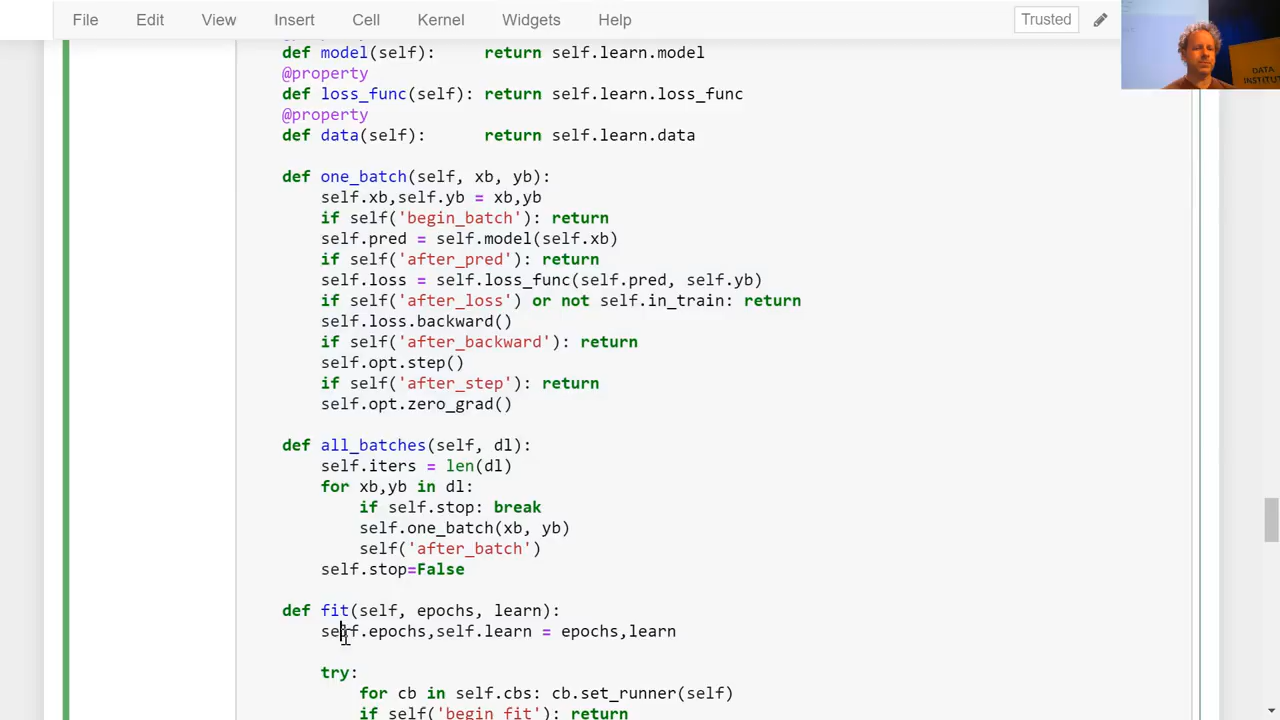 File Edit View Insert Cell Kernel Widgets Help Trusted
def model(self): return self.learn.model
@property
def loss_func(self): return self.learn.loss_func
@property
def data(self): return self.learn.data
def one_batch(self, xb, yb):
self.xb,self.yb = xb,yb
if self('begin_batch'): return
self.pred = self.model(self.xb)
if self('after_pred'): return
self.loss = self.loss_func(self.pred, self.yb)
if self('after_loss') or not self.in_train: return
self.loss.backward()
if self('after_backward'): return
self.opt.step()
if self('after_step'): return
self.opt.zero_grad()
def all_batches(self, dl):
self.iters = len(dl)
for xb,yb in dl:
if self.stop: break
self.one_batch(xb, yb)
self('after_batch')
self.stop=False
def fit(self, epochs, learn):
self.epochs,self.learn = epochs,learn
try:
for cb in self.cbs: cb.set_runner(self)
if self('begin_fit'): return
DATA